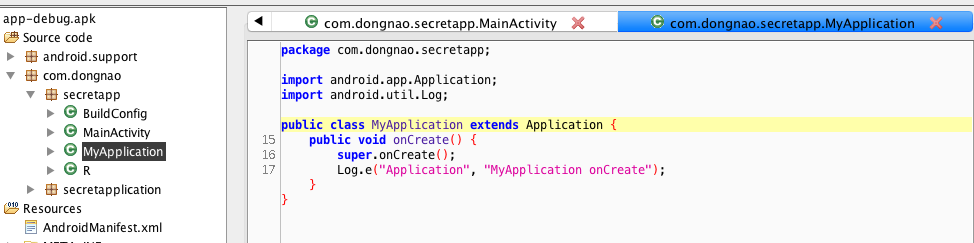 app-debug.apk
Source code
android.support
com.dongnao
secretapp
BuildConfig
MainActivity
MyApplication
R
secretapplication
Resources
AndroidManifest.xml
com.dongnao.secretapp.MainActivity
com.dongnao.secretapp.MyApplication
package com.dongnao.secretapp;
import android.app.Application;
import android.util.Log;
public class MyApplication extends Application {
15 public void onCreate() {
16 super.onCreate();
17 Log.e("Application", "MyApplication onCreate");
}
}